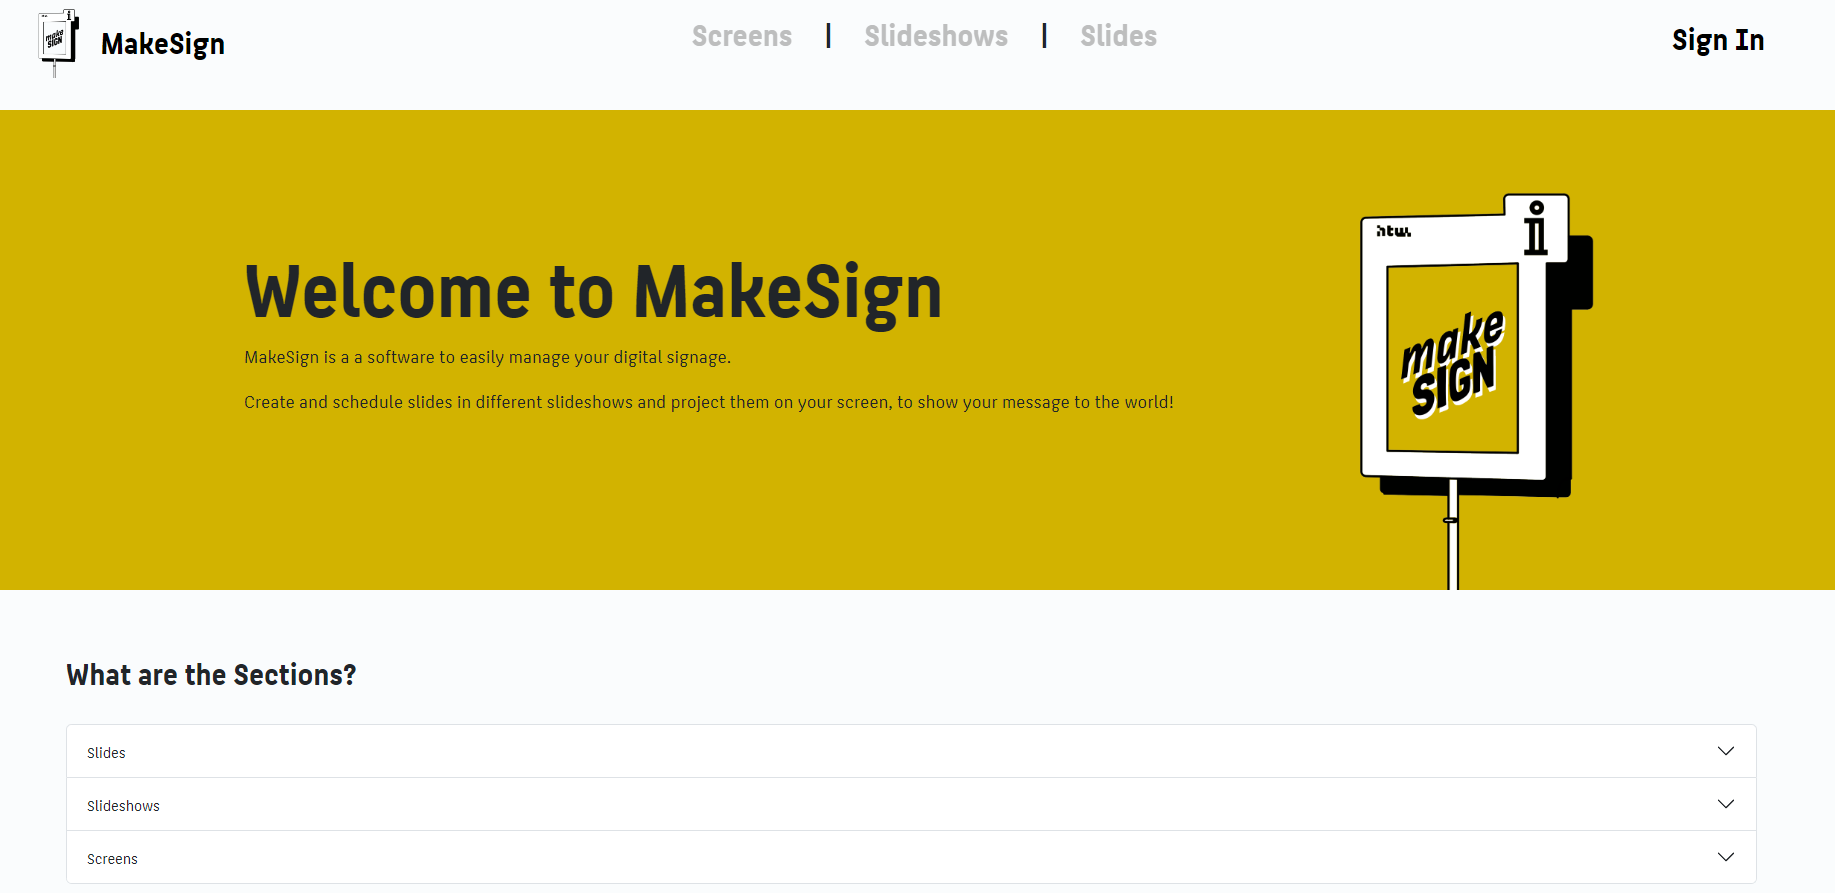 make
SIGN
i
MakeSign
Screens | Slideshows | Slides
Sign In
Welcome to MakeSign
MakeSign is a a software to easily manage your digital signage.
Create and schedule slides in different slideshows and project them on your screen, to show your message to the world!
htw.
i
make
SIGN
What are the Sections?
Slides
Slideshows
Screens